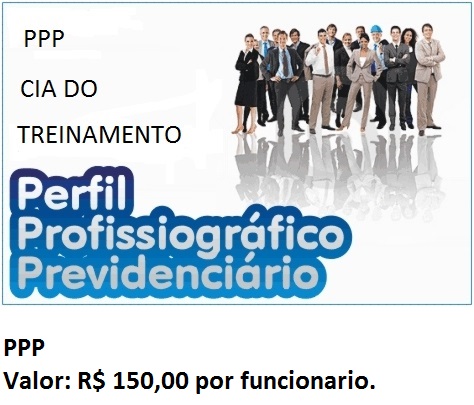 PPP
CIA DO
TREINAMENTO
Perfil
Profissiográfico
Previdenciário
PPP
Valor: R$ 150,00 por funcionario.